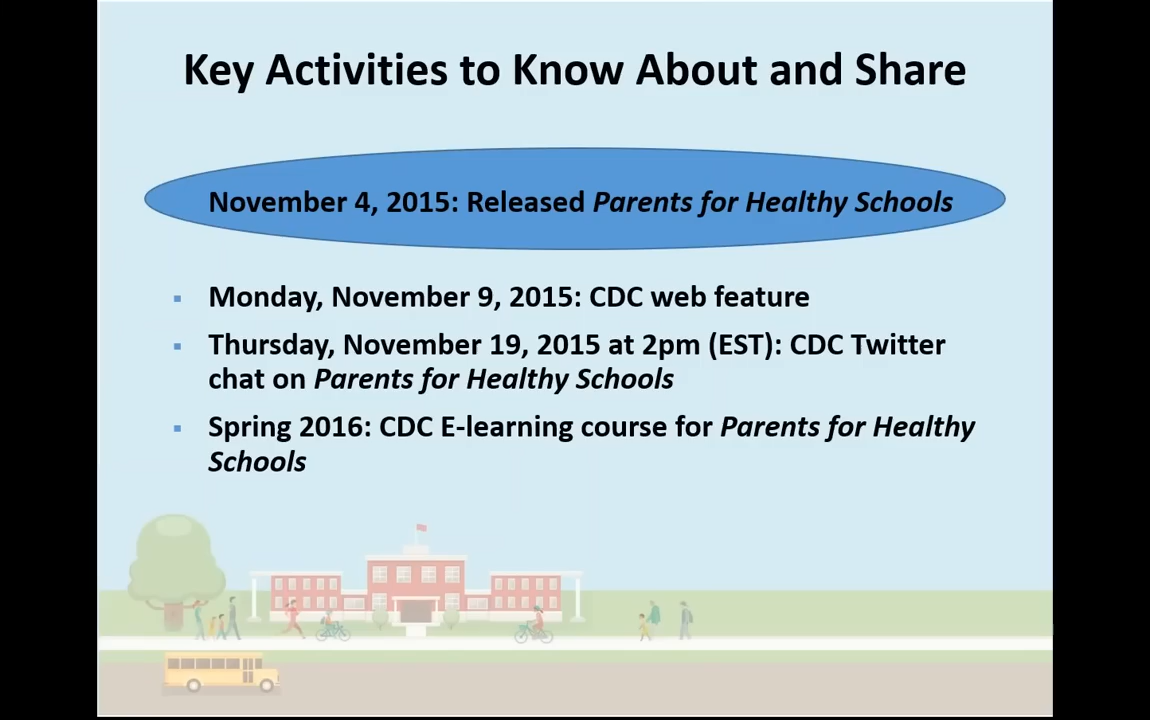 Key Activities to Know About and Share
November 4, 2015: Released Parents for Healthy Schools
▪ Monday, November 9, 2015: CDC web feature
▪ Thursday, November 19, 2015 at 2pm (EST): CDC Twitter
chat on Parents for Healthy Schools
▪ Spring 2016: CDC E-learning course for Parents for Healthy
Schools